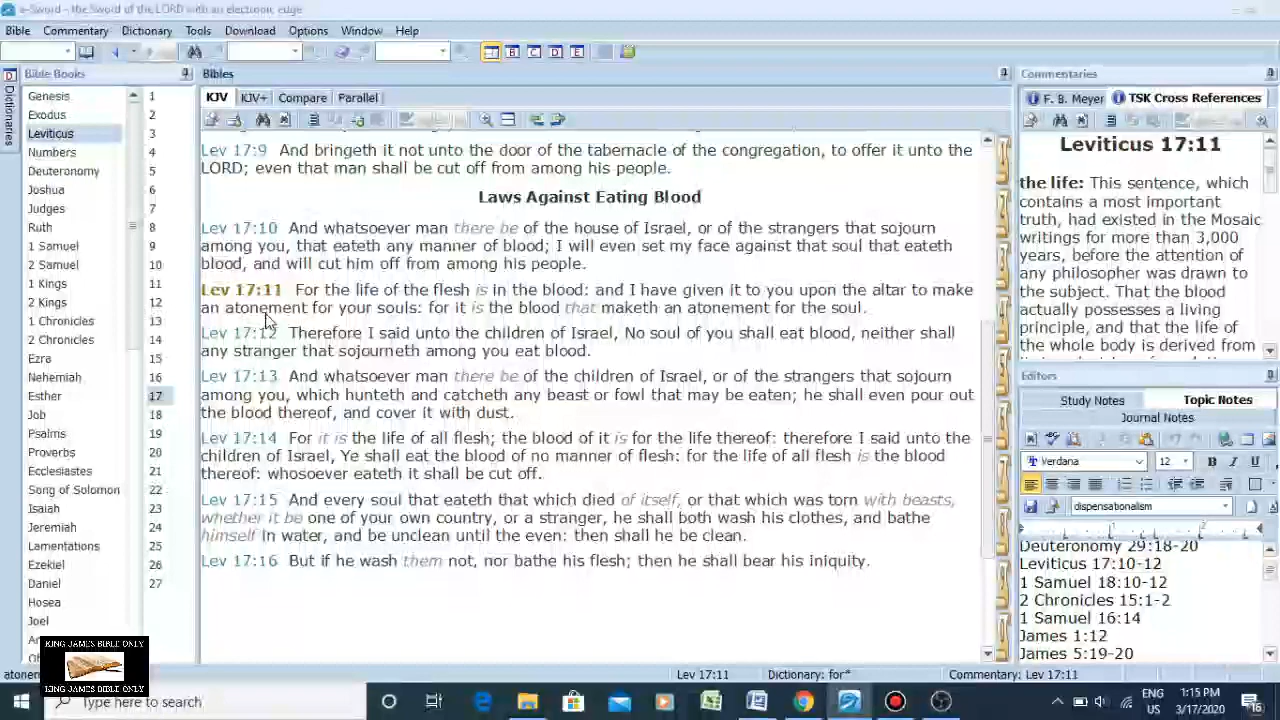 e-Sword - the Sword of the LORD with an electronic edge
Bible Commentary Dictionary Tools Download Options Window Help
B C D E
D Dictionaries
Bible Books
Genesis 1
Exodus 2
Leviticus 3
Numbers 4
Deuteronomy 5
Joshua 6
Judges 7
Ruth 8
1 Samuel 9
2 Samuel 10
1 Kings 11
2 Kings 12
1 Chronicles 13
2 Chronicles 14
Ezra 15
Nehemiah 16
Esther 17
Job 18
Psalms 19
Proverbs 20
Ecclesiastes 21
Song of Solomon 22
Isaiah 23
Jeremiah 24
Lamentations 25
Ezekiel 26
Daniel 27
Hosea
Joel
Bibles
KJV KJV+ Compare Parallel
Lev 17:9 And bringeth it not unto the door of the tabernacle of the congregation, to offer it unto the
LORD; even that man shall be cut off from among his people.
Laws Against Eating Blood
Lev 17:10 And whatsoever man there be of the house of Israel, or of the strangers that sojourn
among you, that eateth any manner of blood; I will even set my face against that soul that eateth
blood, and will cut him off from among his people.
Lev 17:11 For the life of the flesh is in the blood: and I have given it to you upon the altar to make
an atonement for your souls: for it is the blood that maketh an atonement for the soul.
Lev 17:12 Therefore I said unto the children of Israel, No soul of you shall eat blood, neither shall
any stranger that sojourneth among you eat blood.
Lev 17:13 And whatsoever man there be of the children of Israel, or of the strangers that sojourn
among you, which hunteth and catcheth any beast or fowl that may be eaten; he shall even pour out
the blood thereof, and cover it with dust.
Lev 17:14 For it is the life of all flesh; the blood of it is for the life thereof: therefore I said unto the
children of Israel, Ye shall eat the blood of no manner of flesh: for the life of all flesh is the blood
thereof: whosoever eateth it shall be cut off.
Lev 17:15 And every soul that eateth that which died of itself, or that which was torn with beasts,
whether it be one of your own country, or a stranger, he shall both wash his clothes, and bathe
himself in water, and be unclean until the even: then shall he be clean.
Lev 17:16 But if he wash them not, nor bathe his flesh; then he shall bear his iniquity.
Commentaries
F. B. Meyer TSK Cross References
Leviticus 17:11
the life: This sentence, which
contains a most important
truth, had existed in the Mosaic
writings for more than 3,000
years, before the attention of
any philosopher was drawn to
the subject. That the blood
actually possesses a living
principle, and that the life of
the whole body is derived from
Editors
Study Notes Topic Notes
Journal Notes
Verdana 12 B I U
dispensationalism
1 2
Deuteronomy 29:18-20
Leviticus 17:10-12
1 Samuel 18:10-12
2 Chronicles 15:1-2
1 Samuel 16:14
James 1:12
James 5:19-20
KING JAMES BIBLE ONLY
KING JAMES BIBLE ONLY
Lev 17:11 Dictionary: for* Commentary: Lev 17:11
Type here to search
ENG
US
1:15 PM
3/17/2020
16